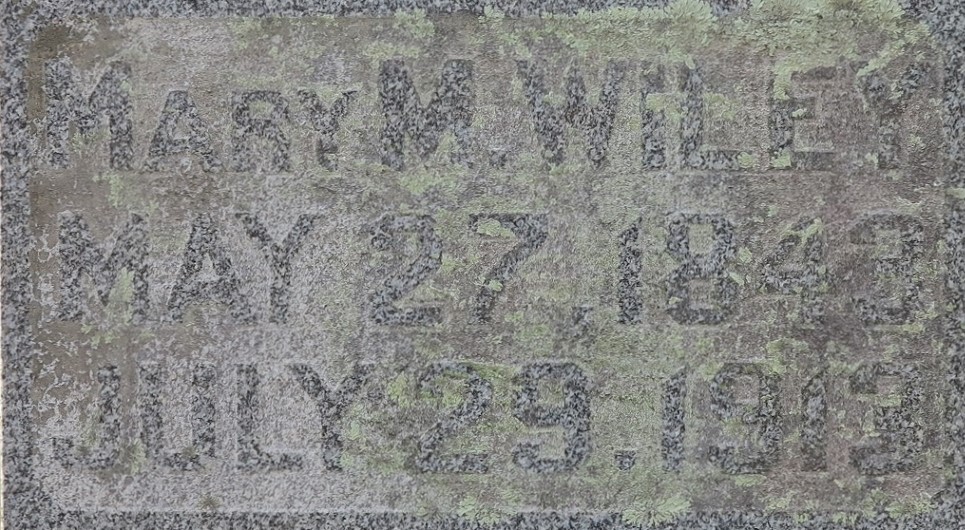 MARY M. WILEY
MAY 27, 1843
JULY 29, 1919